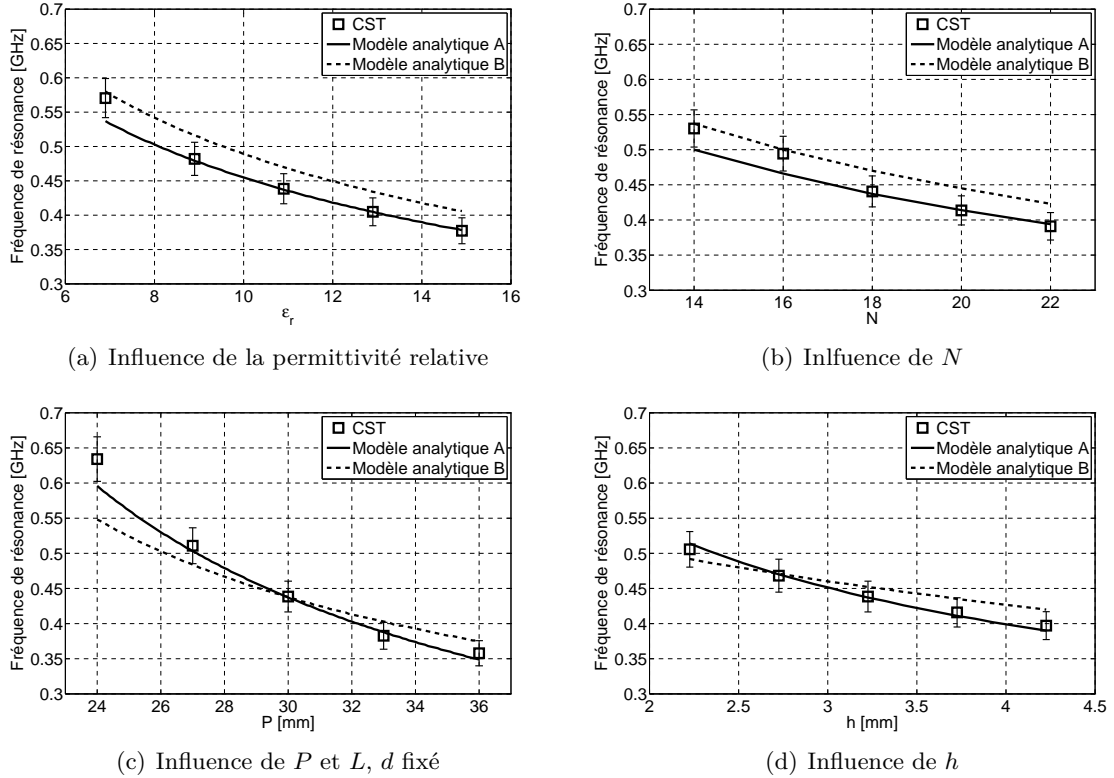 0.7
0.65
0.6
0.55
0.5
0.45
0.4
0.35
0.3
Fréquence de résonance [GHz]
CST
Modèle analytique A
Modèle analytique B
6 8 10 12 14 16
εr
(a) Influence de la permittivité relative
0.7
0.65
0.6
0.55
0.5
0.45
0.4
0.35
0.3
Fréquence de résonance [GHz]
CST
Modèle analytique A
Modèle analytique B
14 16 18 20 22
N
(b) Inlfuence de N
0.7
0.65
0.6
0.55
0.5
0.45
0.4
0.35
0.3
Fréquence de résonance [GHz]
CST
Modèle analytique A
Modèle analytique B
24 26 28 30 32 34 36
P [mm]
(c) Influence de P et L, d fixé
0.7
0.65
0.6
0.55
0.5
0.45
0.4
0.35
0.3
Fréquence de résonance [GHz]
CST
Modèle analytique A
Modèle analytique B
2 2.5 3 3.5 4 4.5
h [mm]
(d) Influence de h